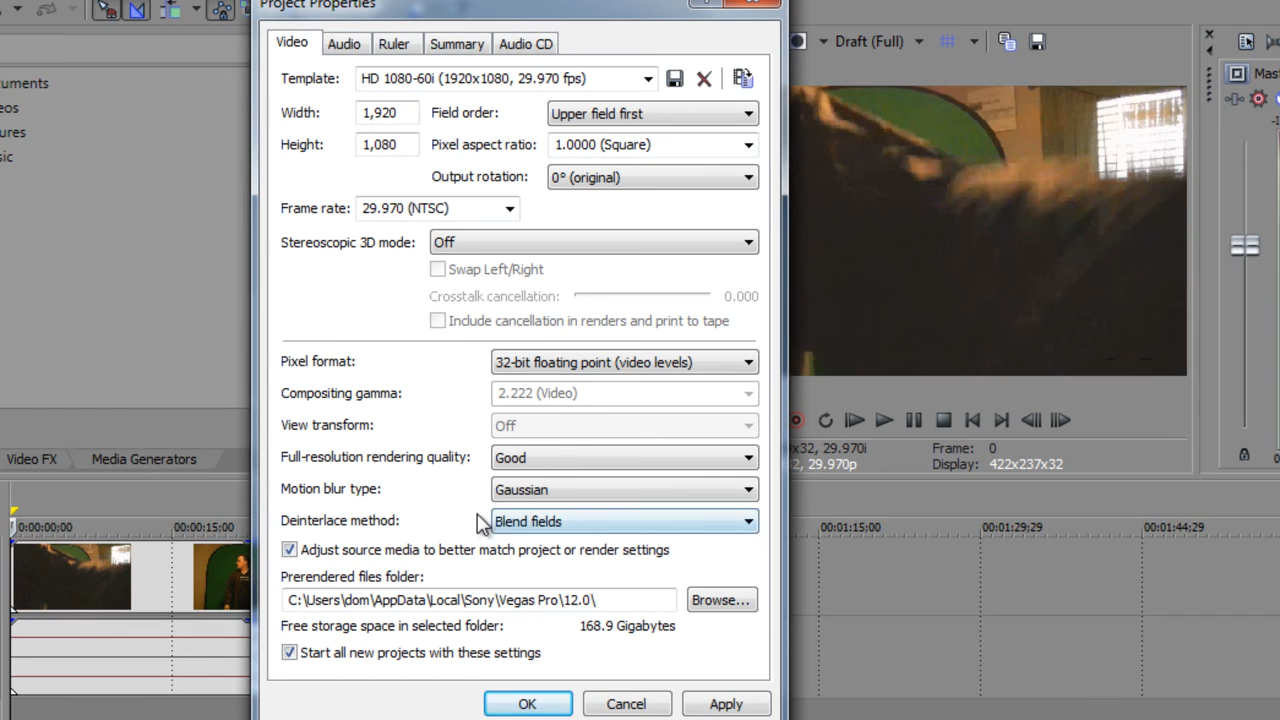 Project Properties
Draft (Full)
Video
Audio
Ruler
Summary
Audio CD
Template:
HD 1080-60i (1920x1080, 29.970 fps)
Width:
1,920
Field order:
Upper field first
Height:
1,080
Pixel aspect ratio:
1.0000 (Square)
Output rotation:
0° (original)
Frame rate:
29.970 (NTSC)
Stereoscopic 3D mode:
Off
Swap Left/Right
Crosstalk cancellation:
0.000
Include cancellation in renders and print to tape
Pixel format:
32-bit floating point (video levels)
Compositing gamma:
2.222 (Video)
View transform:
Off
Full-resolution rendering quality:
Good
Motion blur type:
Gaussian
Deinterlace method:
Blend fields
Adjust source media to better match project or render settings
Prerendered files folder:
C:\Users\dom\AppData\Local\Sony\Vegas Pro\12.0\
Browse...
Free storage space in selected folder:
168.9 Gigabytes
Start all new projects with these settings
OK
Cancel
Apply
uments
eos
ures
sic
Video FX
Media Generators
0:00:00;00
00:00:15:00
00:01:15:00
00:01:29:29
00:01:44:29
x32, 29.970i
32, 29.970p
Frame:
0
Display:
422x237x32
Mas